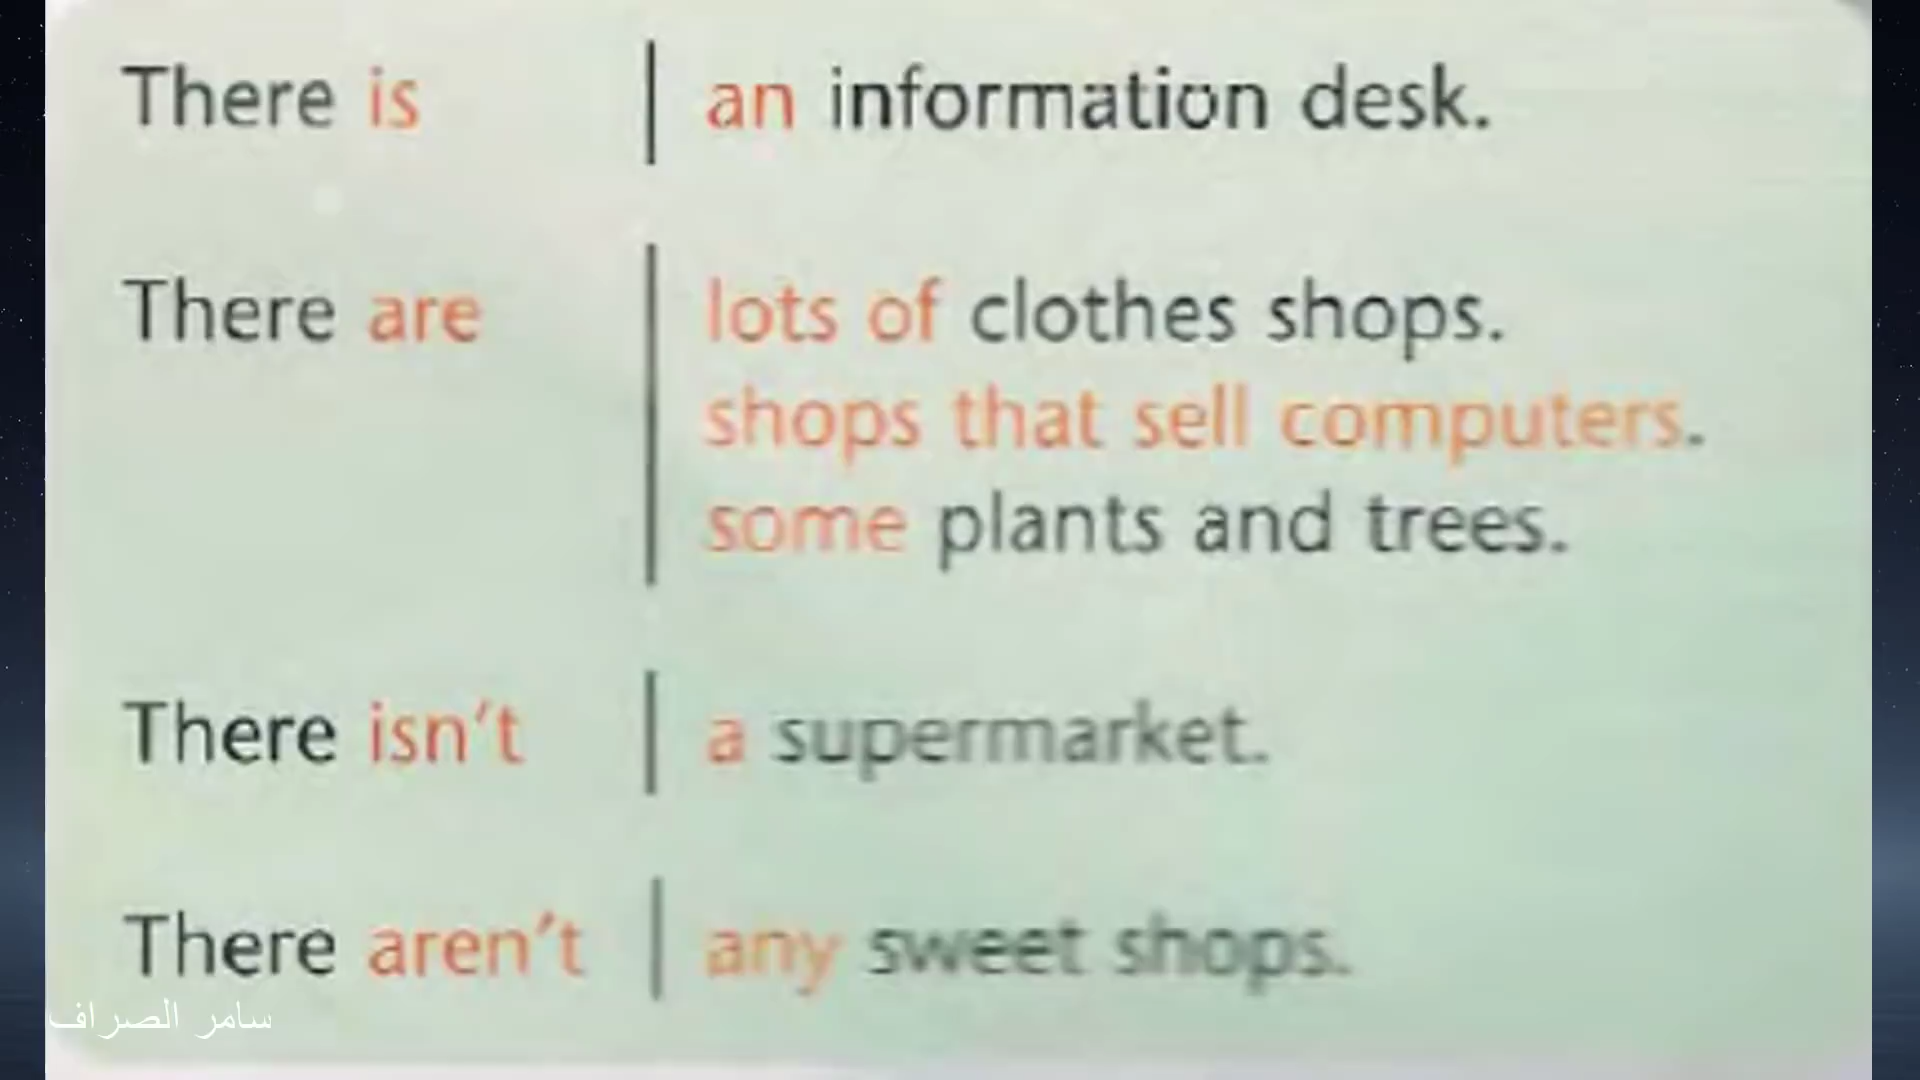 There is | an information desk.
There are | lots of clothes shops.
shops that sell computers.
some plants and trees.
There isn't | a supermarket.
There aren't | any sweet shops.
سامر الصراف